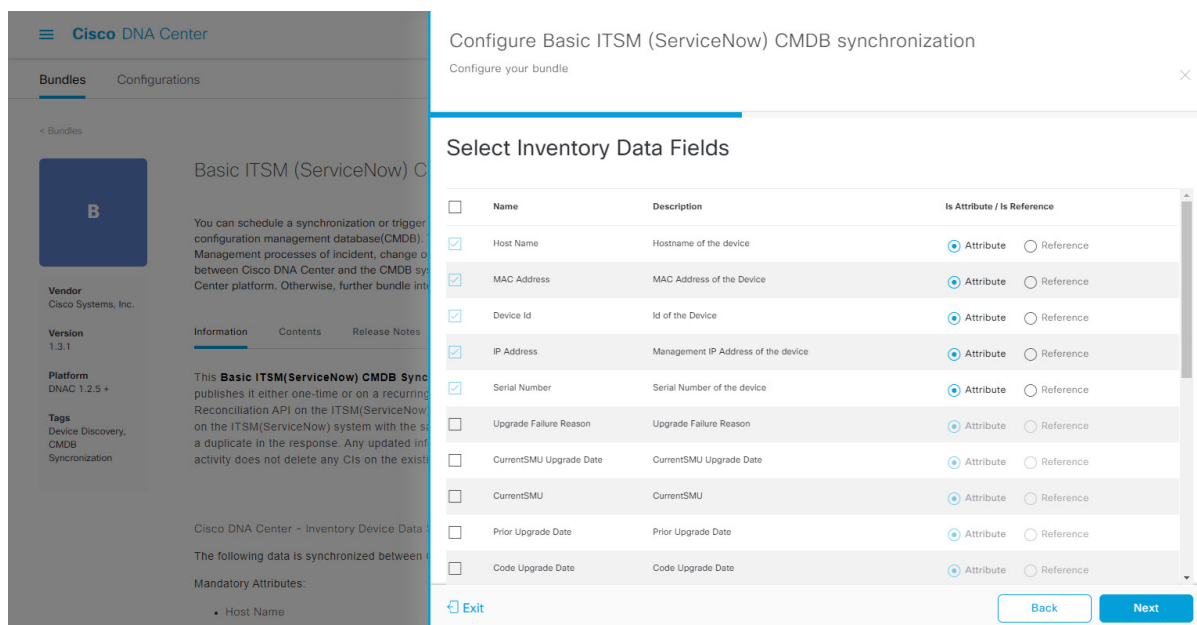 Cisco DNA Center
Bundles Configurations
< Bundles
B
Vendor
Cisco Systems, Inc.
Version
1.3.1
Platform
DNAC 1.2.5 +
Tags
Device Discovery,
CMDB
Syncronization
Basic ITSM (ServiceNow) C
You can schedule a synchronization or trigger
configuration management database(CMDB).
Management processes of incident, change o
between Cisco DNA Center and the CMDB sy
Center platform. Otherwise, further bundle int
Information Contents Release Notes
This Basic ITSM(ServiceNow) CMDB Sync
publishes it either one-time or on a recurring
Reconciliation API on the ITSM(ServiceNow
on the ITSM(ServiceNow) system with the sa
a duplicate in the response. Any updated inf
activity does not delete any CIs on the existi
Cisco DNA Center - Inventory Device Data
The following data is synchronized between
Mandatory Attributes:
• Host Name
Configure Basic ITSM (ServiceNow) CMDB synchronization
Configure your bundle
Select Inventory Data Fields
Name Description Is Attribute / Is Reference
Host Name Hostname of the device Attribute Reference
MAC Address MAC Address of the Device Attribute Reference
Device Id Id of the Device Attribute Reference
IP Address Management IP Address of the device Attribute Reference
Serial Number Serial Number of the device Attribute Reference
Upgrade Failure Reason Upgrade Failure Reason Attribute Reference
CurrentSMU Upgrade Date CurrentSMU Upgrade Date Attribute Reference
CurrentSMU CurrentSMU Attribute Reference
Prior Upgrade Date Prior Upgrade Date Attribute Reference
Code Upgrade Date Code Upgrade Date Attribute Reference
Exit Back Next